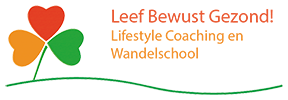 Leef Bewust Gezond!
Lifestyle Coaching en
Wandelschool